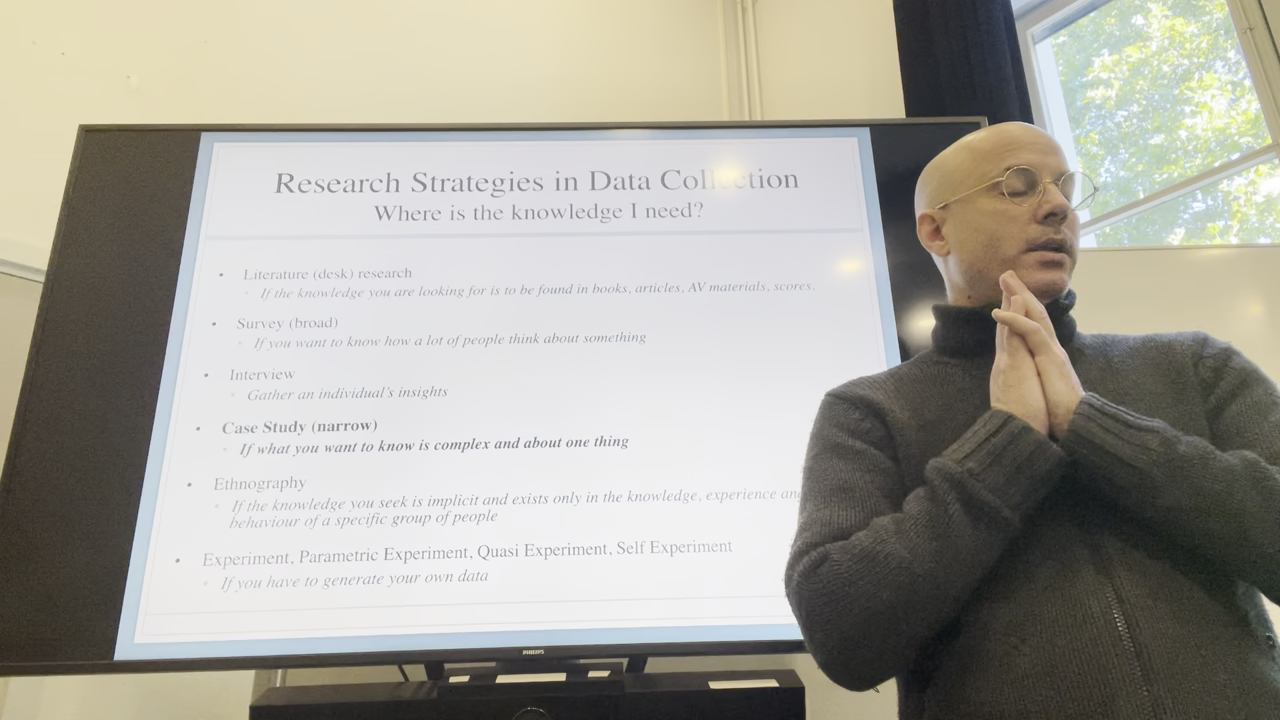 Research Strategies in Data Collection
Where is the knowledge I need?
• Literature (desk) research
◦ If the knowledge you are looking for is to be found in books, articles, AV materials, scores.
• Survey (broad)
◦ If you want to know how a lot of people think about something
• Interview
◦ Gather an individual's insights
• Case Study (narrow)
◦ If what you want to know is complex and about one thing
• Ethnography
◦ If the knowledge you seek is implicit and exists only in the knowledge, experience and
behaviour of a specific group of people
• Experiment, Parametric Experiment, Quasi Experiment, Self Experiment
◦ If you have to generate your own data
PHILIPS